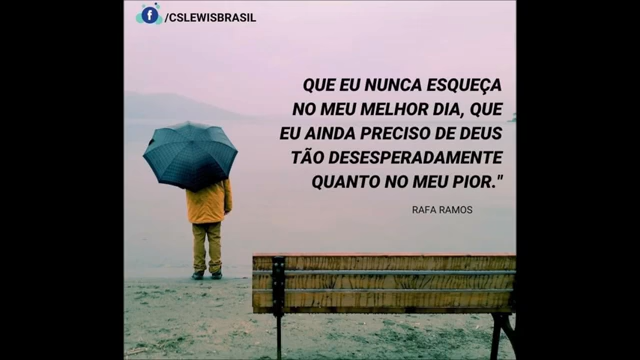 /CSLEWISBRASIL
QUE EU NUNCA ESQUEÇA
NO MEU MELHOR DIA, QUE
EU AINDA PRECISO DE DEUS
TÃO DESESPERADAMENTE
QUANTO NO MEU PIOR."
RAFA RAMOS